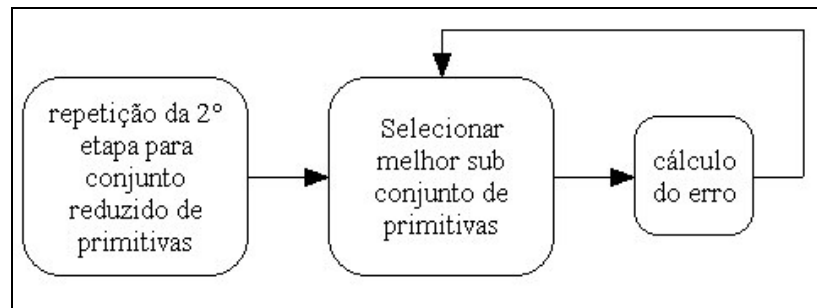 repetição da 2°
etapa para
conjunto
reduzido de
primitivas
Selecionar
melhor sub
conjunto de
primitivas
cálculo
do erro